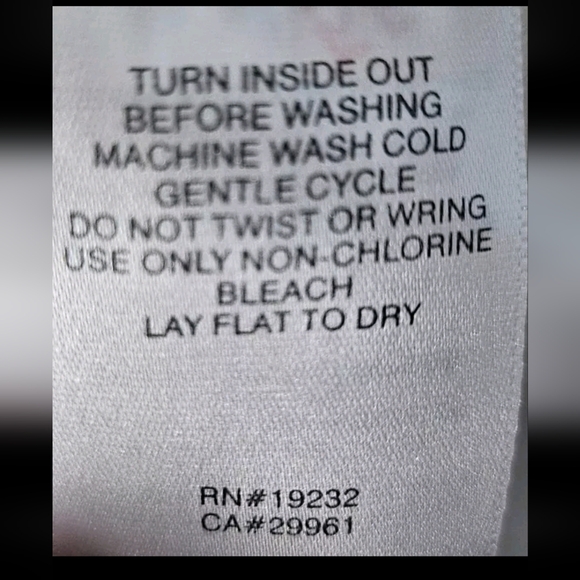 TURN INSIDE OUT
BEFORE WASHING
MACHINE WASH COLD
GENTLE CYCLE
DO NOT TWIST OR WRING
USE ONLY NON-CHLORINE
BLEACH
LAY FLAT TO DRY
RN#19232
CA#29961